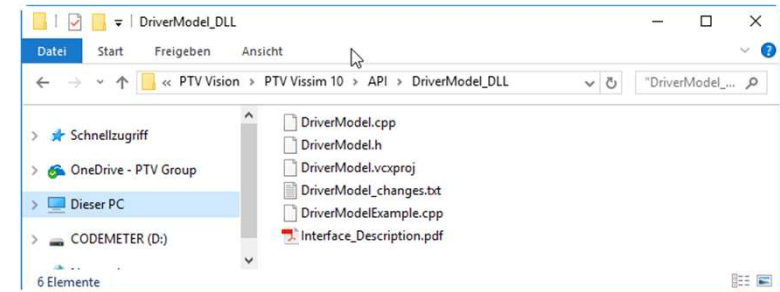 DriverModel_DLL
Datei Start Freigeben Ansicht
« PTV Vision > PTV Vissim 10 > API > DriverModel_DLL
"DriverModel_...
Schnellzugriff
OneDrive - PTV Group
Dieser PC
CODEMETER (D:)
DriverModel.cpp
DriverModel.h
DriverModel.vcxproj
DriverModel_changes.txt
DriverModelExample.cpp
Interface_Description.pdf
6 Elemente